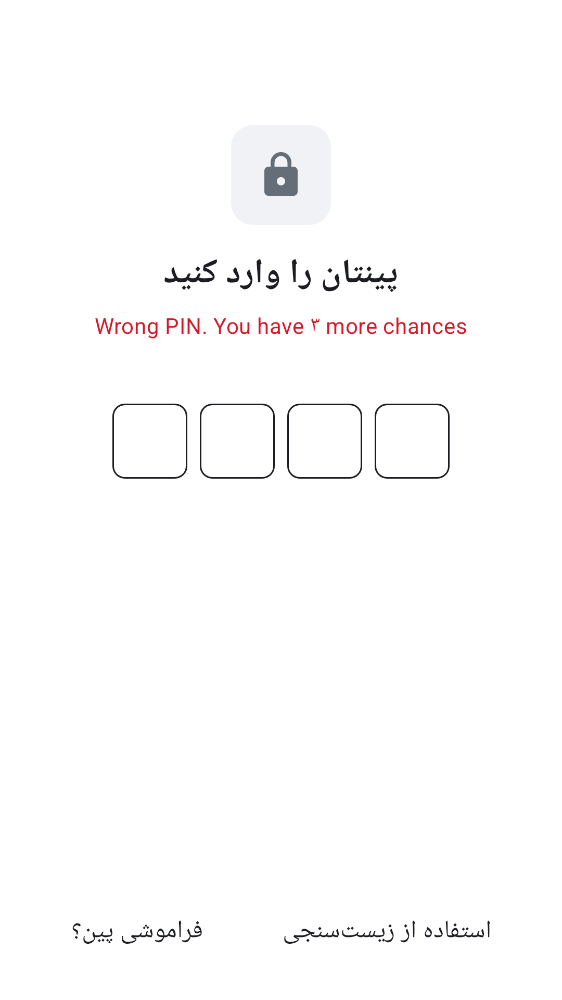 پینتان را وارد کنید
Wrong PIN. You have ۳ more chances
استفاده از زیست‌سنجی
فراموشی پین؟